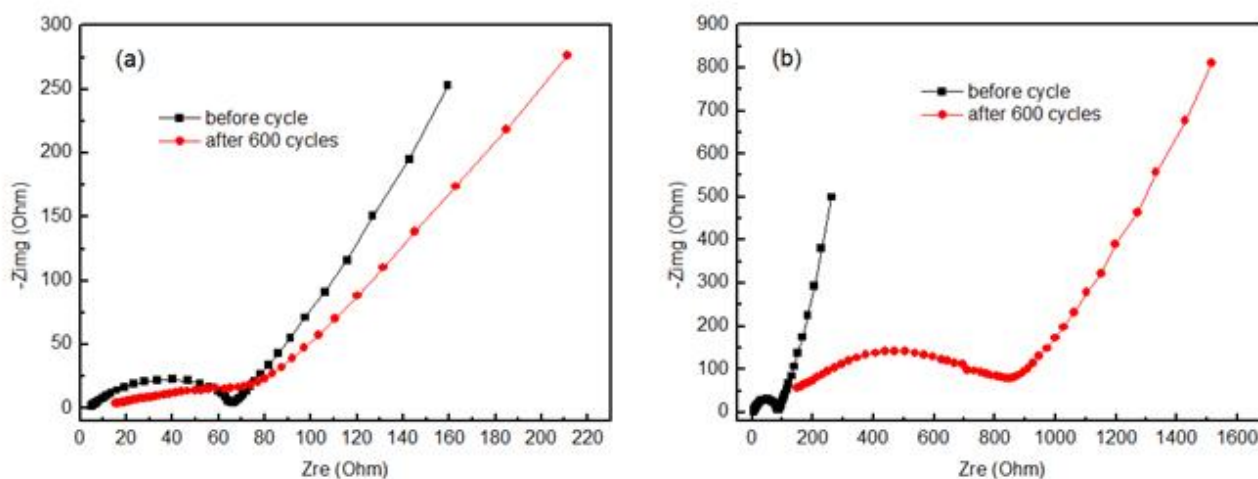 (a)
before cycle
after 600 cycles
-Zimg (Ohm)
300
250
200
150
100
50
0
0 20 40 60 80 100 120 140 160 180 200 220
Zre (Ohm)
(b)
before cycle
after 600 cycles
-Zimg (Ohm)
900
800
700
600
500
400
300
200
100
0
0 200 400 600 800 1000 1200 1400 1600
Zre (Ohm)